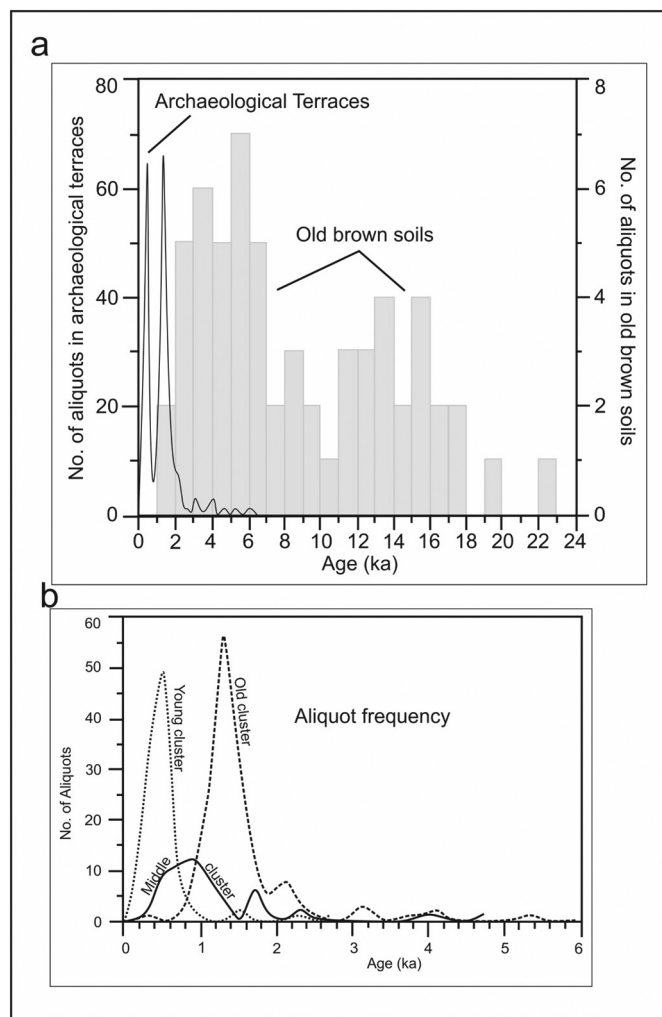 a
80
60
40
20
0
No. of aliquots in archaeological terraces
Archaeological Terraces
Old brown soils
8
6
4
2
0
No. of aliquots in old brown soils
0 2 4 6 8 10 12 14 16 18 20 22 24
Age (ka)
b
60
50
40
30
20
10
0
No. of Aliquots
Young cluster
Old cluster
Aliquot frequency
Middle cluster
0 1 2 3 4 5 6
Age (ka)